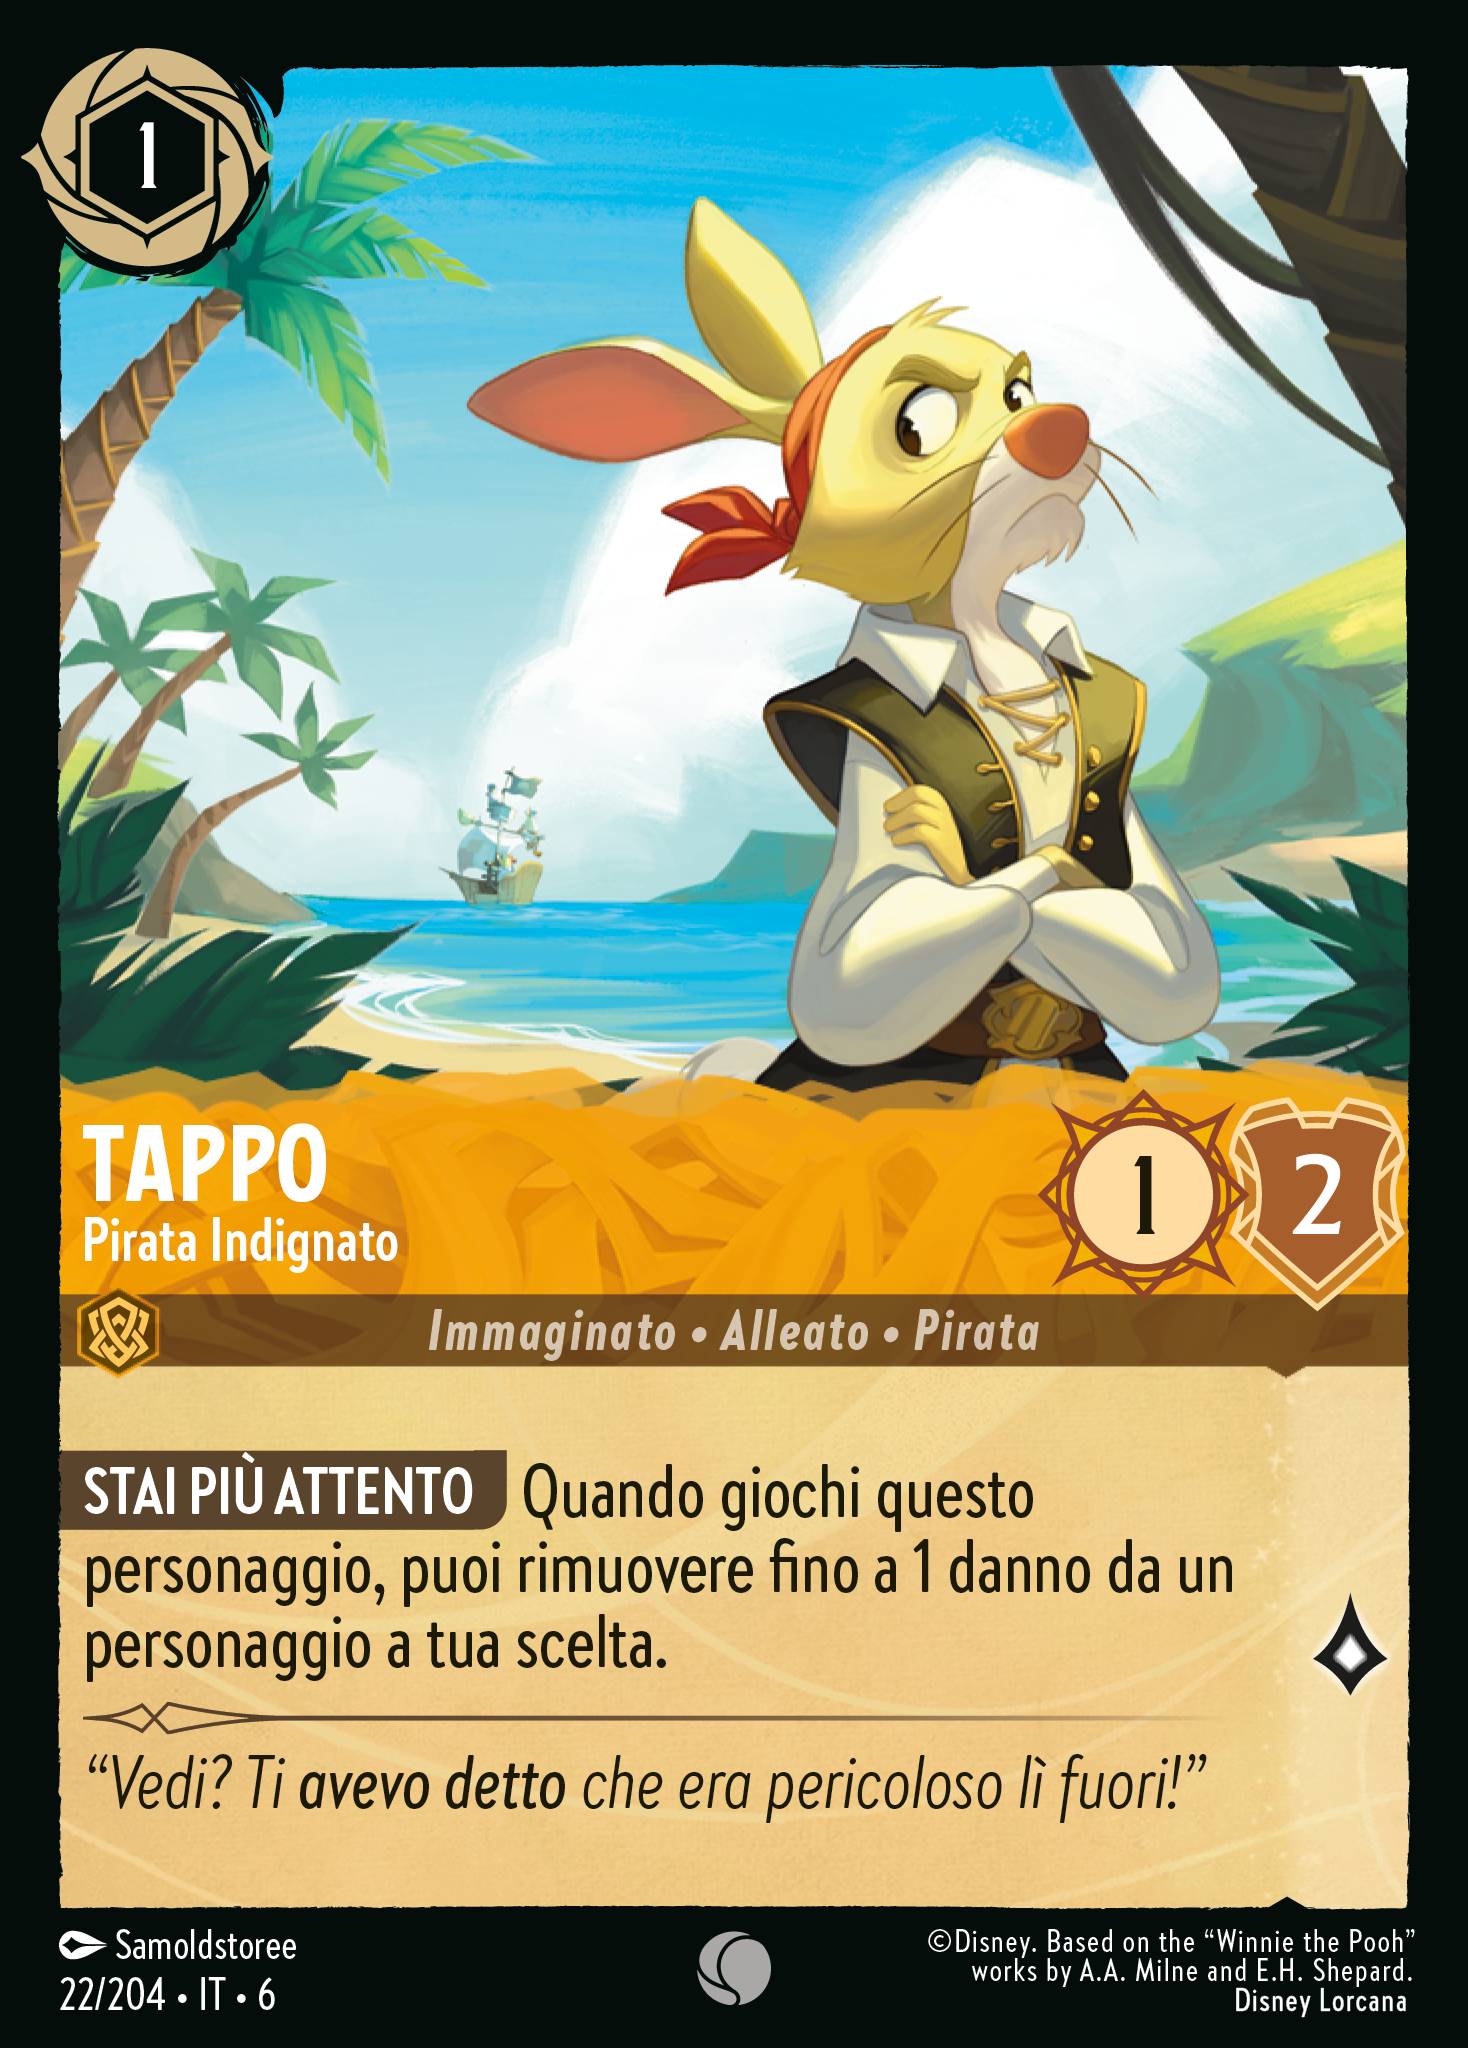 1
TAPPO
Pirata Indignato
1
2
Immaginato • Alleato • Pirata
STAI PIÙ ATTENTO Quando giochi questo
personaggio, puoi rimuovere fino a 1 danno da un
personaggio a tua scelta.
“Vedi? Ti avevo detto che era pericoloso lì fuori!”
Samoldstoree
22/204 • IT • 6
©Disney. Based on the “Winnie the Pooh”
works by A.A. Milne and E.H. Shepard.
Disney Lorcana